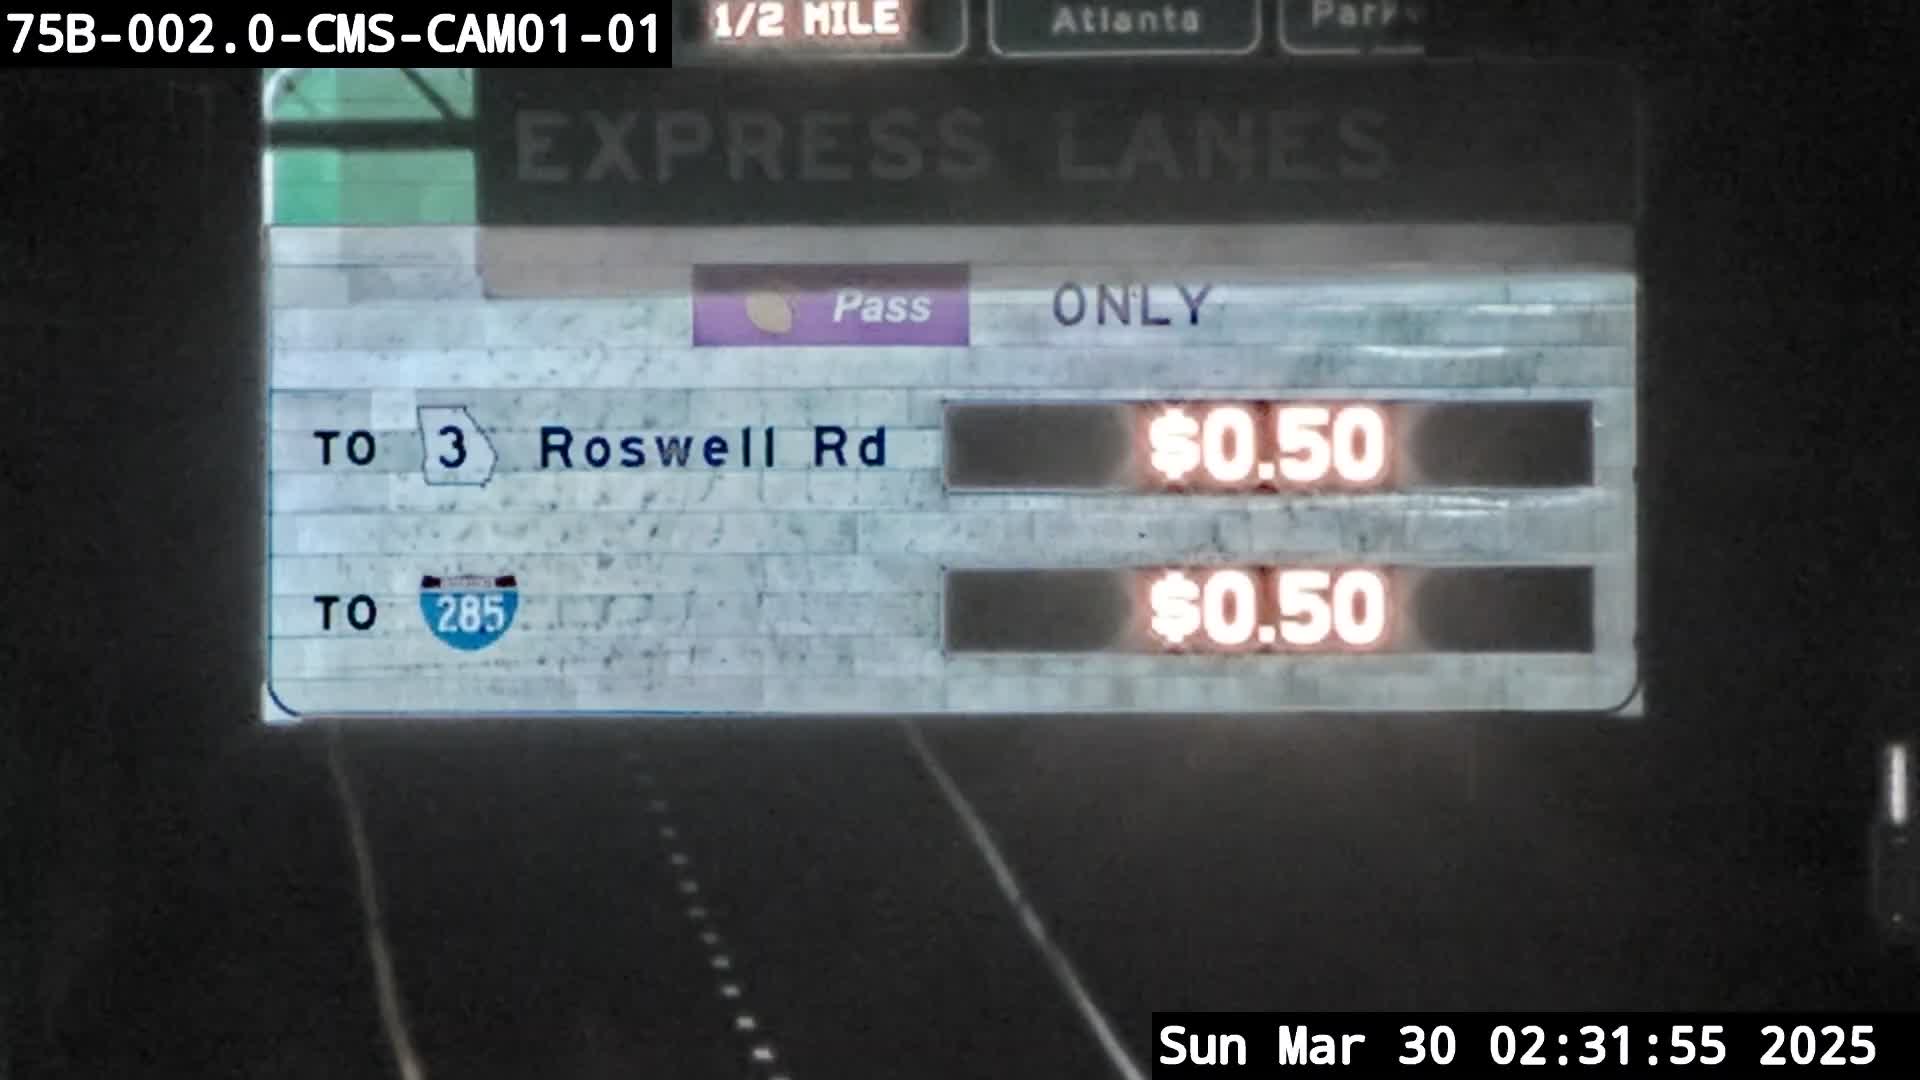 75B-002.0-CMS-CAM01-01
1/2 MILE
Atlanta
EXPRESS LANES
Pass ONLY
TO 3 Roswell Rd $0.50
TO 285 $0.50
Sun Mar 30 02:31:55 2025